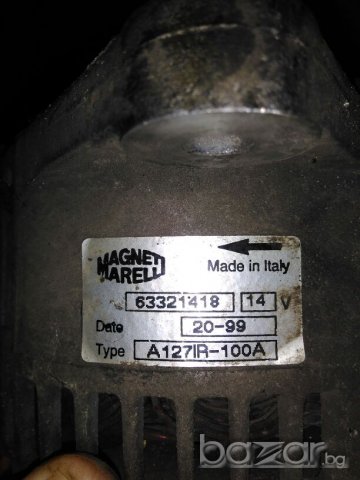 MAGNETI
MARELLI
Made in Italy
63321418 14 V
Date 20-99
Type A127IR-100A
bazar.bg